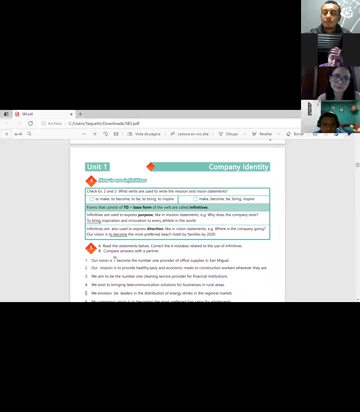 SB3.pdf
Archivo
C:/Users/Yaquelin/Downloads/SB3.pdf
Vista de página
Lectura en voz alta
Dibujar
Resaltar
Unit 1
Company Identity
How to use Infinitives
Check Ex. 2 and 3. What verbs are used to write the mission and vision statements?
to make, to become, to be, to bring, to inspire
make, become, be, bring, inspire
Forms that consist of TO + base form of the verb are called infinitives.
Infinitives are used to express purpose, like in mission statements, e.g. Why does the company exist?
To bring inspiration and innovation to every athlete in the world.
Infinitives are also used to express direction, like in vision statements, e.g. Where is the company going?
Our vision is to become the most preferred beach hotel by families by 2020.
A. Read the statements below. Correct the 4 mistakes related to the use of infinitives.
B. Compare answers with a partner.
1. Our vision is become the number one provider of office supplies in San Miguel.
2. Our mission is to provide healthy, tasty and economic meals to construction workers wherever they are.
3. We aim to be the number one cleaning service provider for financial institutions.
4. We exist to bringing telecommunication solutions for businesses in rural areas.
5. We envision be leaders in the distribution of energy drinks in the regional market.